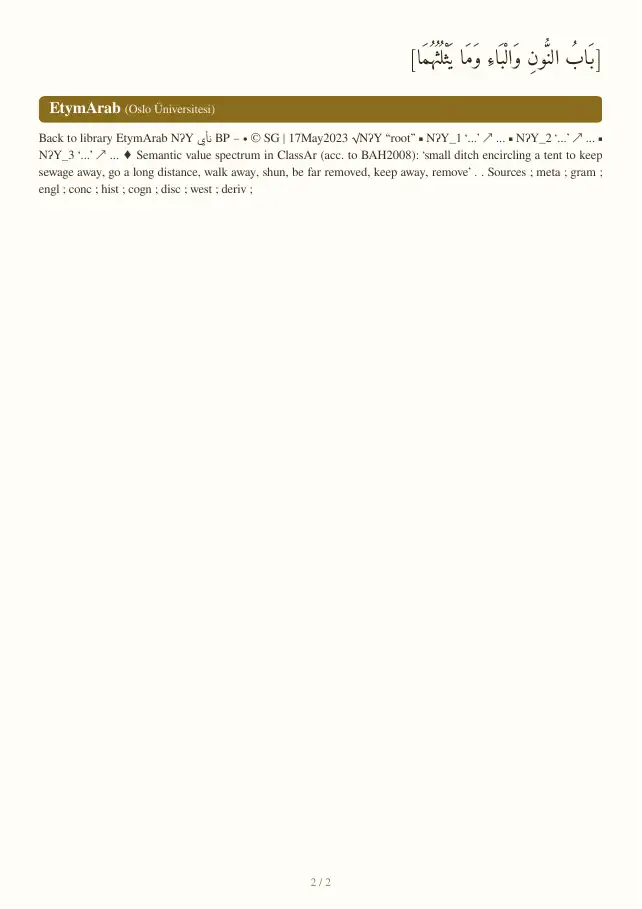 [بَابُ النُّونِ وَالْبَاءِ وَمَا يَثْلُثُهُمَا]
EtymArab (Oslo Üniversitesi)
Back to library EtymArab NʔY نأي BP – • © SG | 17May2023 √NʔY “root” ▪ NʔY_1 ‘...’ ↗ ... ▪ NʔY_2 ‘...’ ↗ ... ▪
NʔY_3 ‘...’ ↗ ... ♦ Semantic value spectrum in ClassAr (acc. to BAH2008): ‘small ditch encircling a tent to keep
sewage away, go a long distance, walk away, shun, be far removed, keep away, remove’ . . Sources ; meta ; gram ;
engl ; conc ; hist ; cogn ; disc ; west ; deriv ;
2 / 2